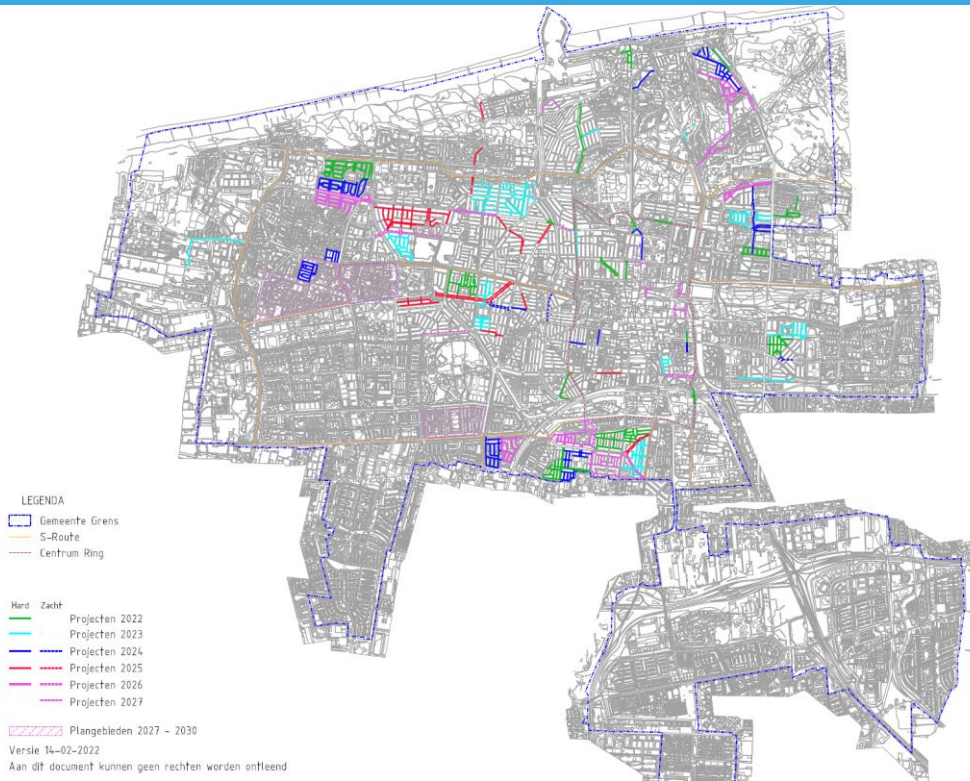 LEGENDA
Gemeente Grens
S-Route
Centrum Ring
Hard Zacht
Projecten 2022
Projecten 2023
Projecten 2024
Projecten 2025
Projecten 2026
Projecten 2027
Plangebieden 2027 - 2030
Versie 14-02-2022
Aan dit document kunnen geen rechten worden ontleend